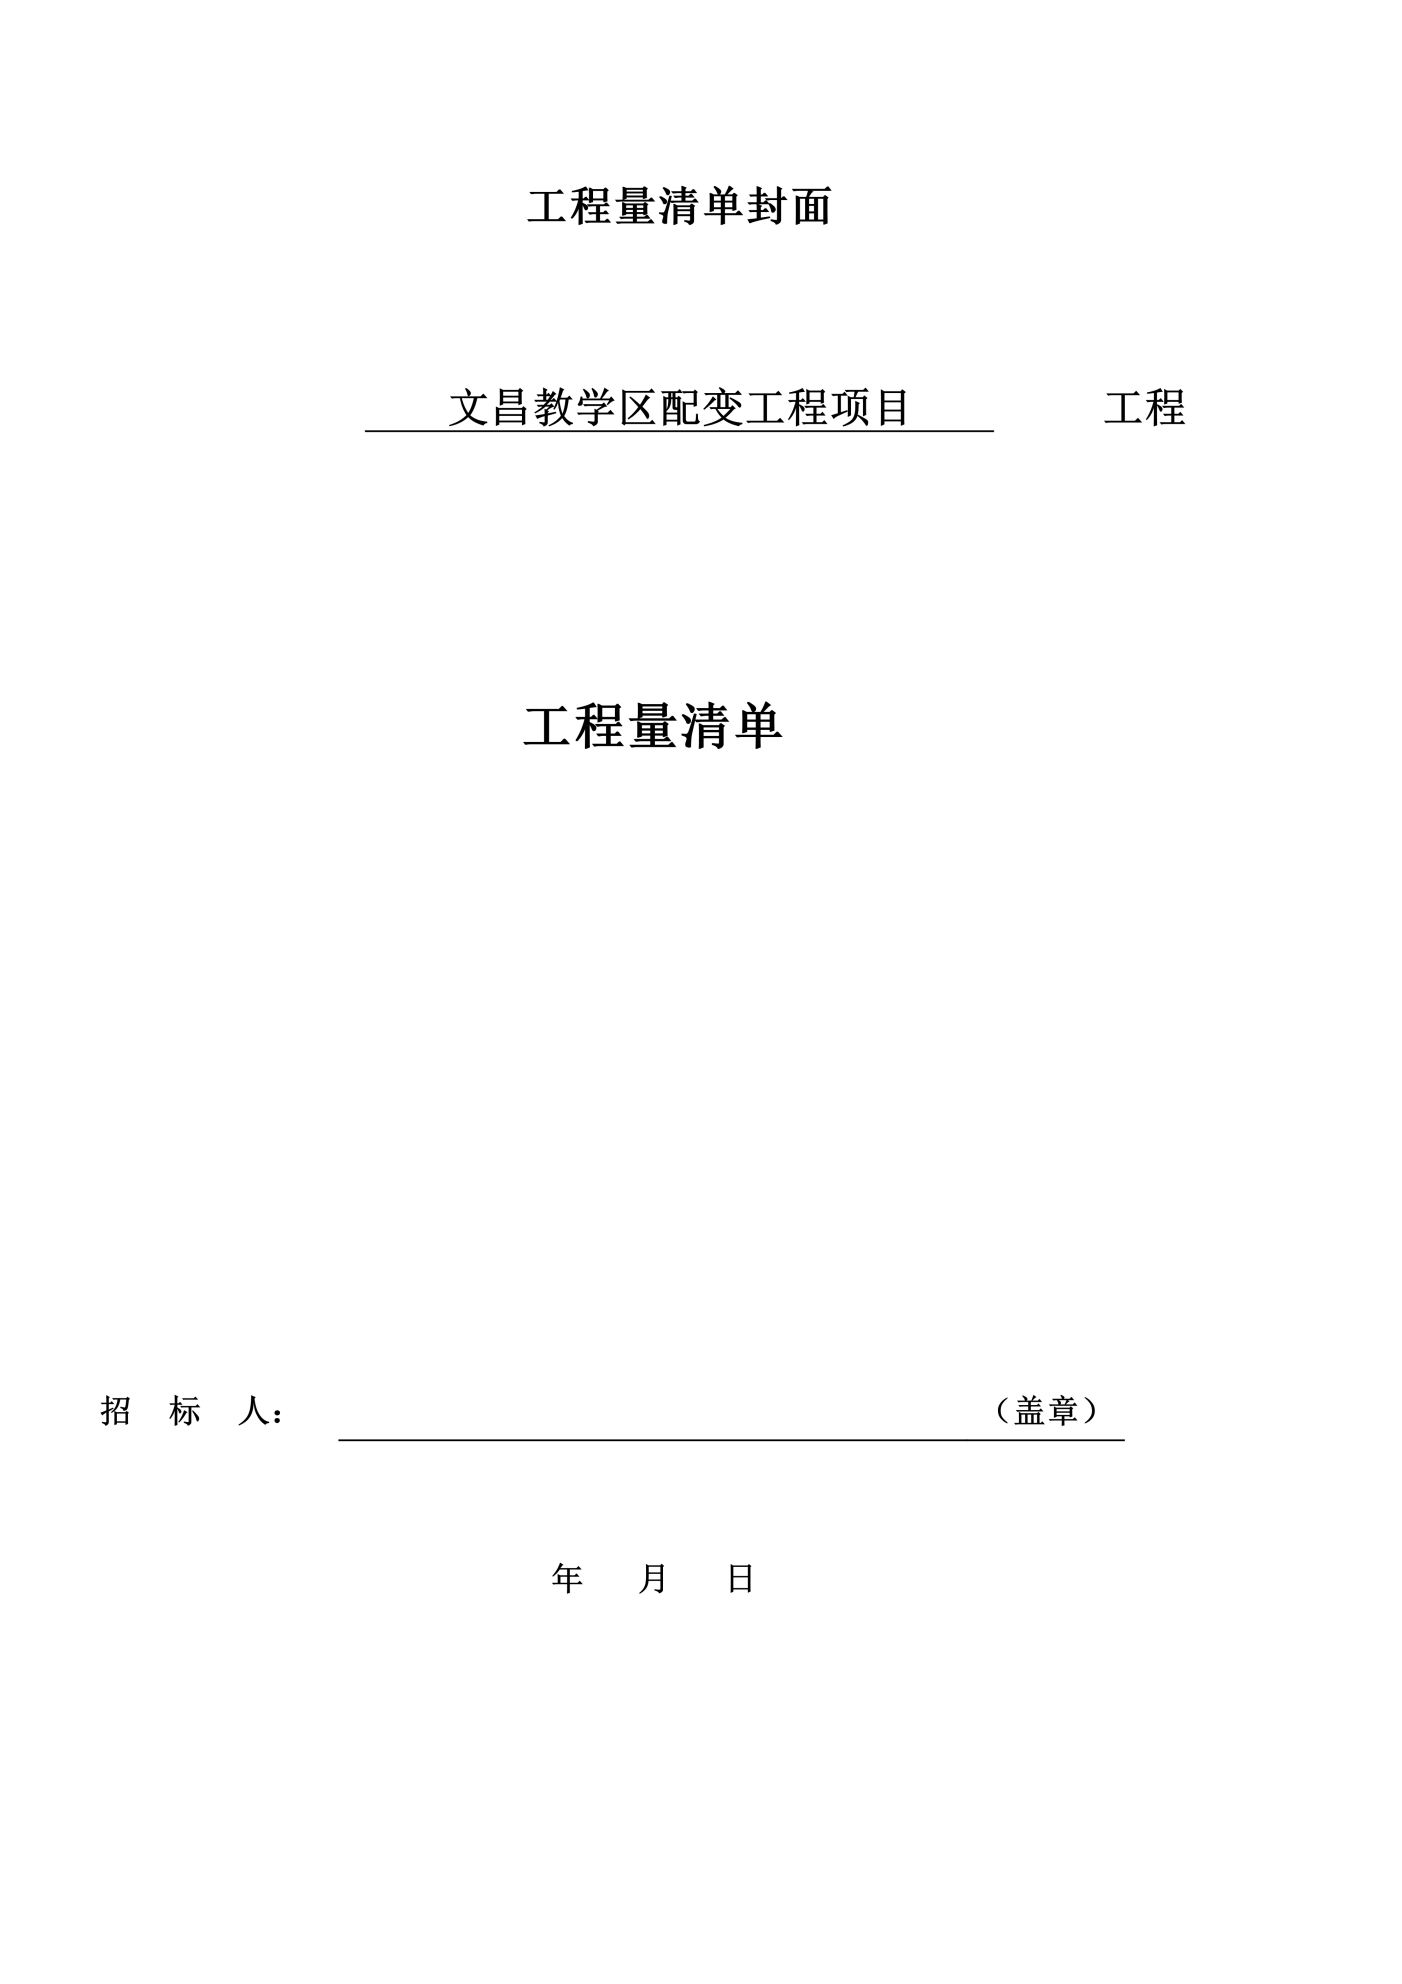 工程量清单封面
文昌教学区配变工程项目 工程
工程量清单
招 标 人： （盖章）
年 月 日